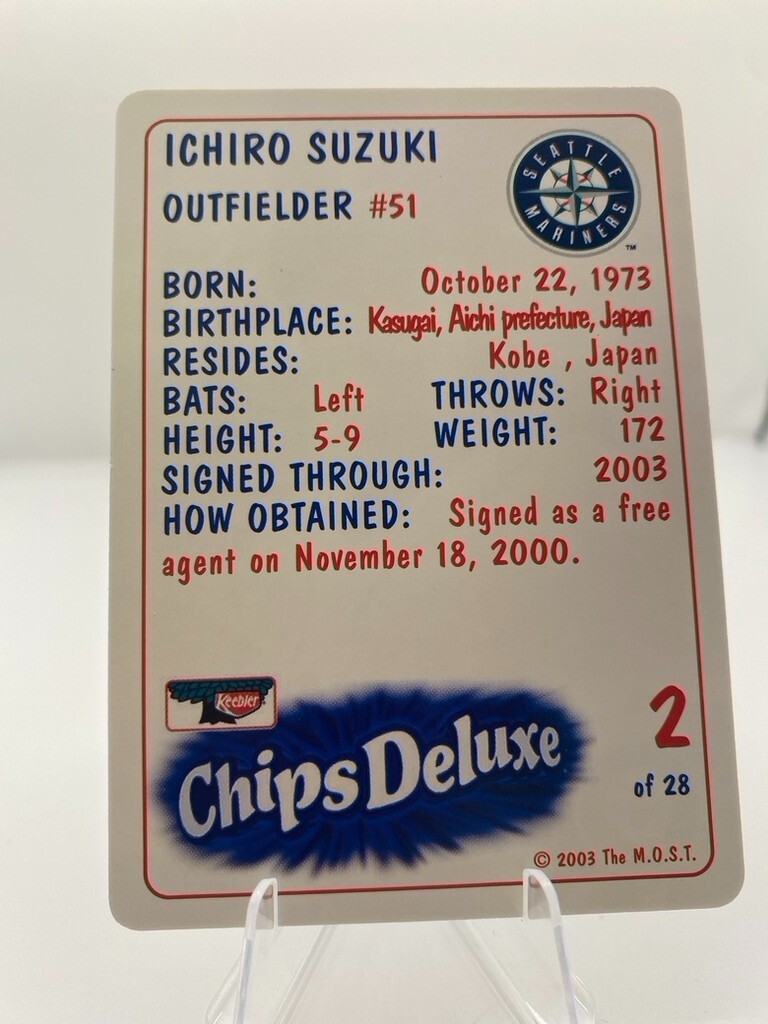 ICHIRO SUZUKI
OUTFIELDER #51
SEATTLE
MARINERS
TM
BORN: October 22, 1973
BIRTHPLACE: Kasugai, Aichi prefecture, Japan
RESIDES: Kobe , Japan
BATS: Left THROWS: Right
HEIGHT: 5-9 WEIGHT: 172
SIGNED THROUGH: 2003
HOW OBTAINED: Signed as a free
agent on November 18, 2000.
Keebler
Chips Deluxe
2
of 28
© 2003 The M.O.S.T.